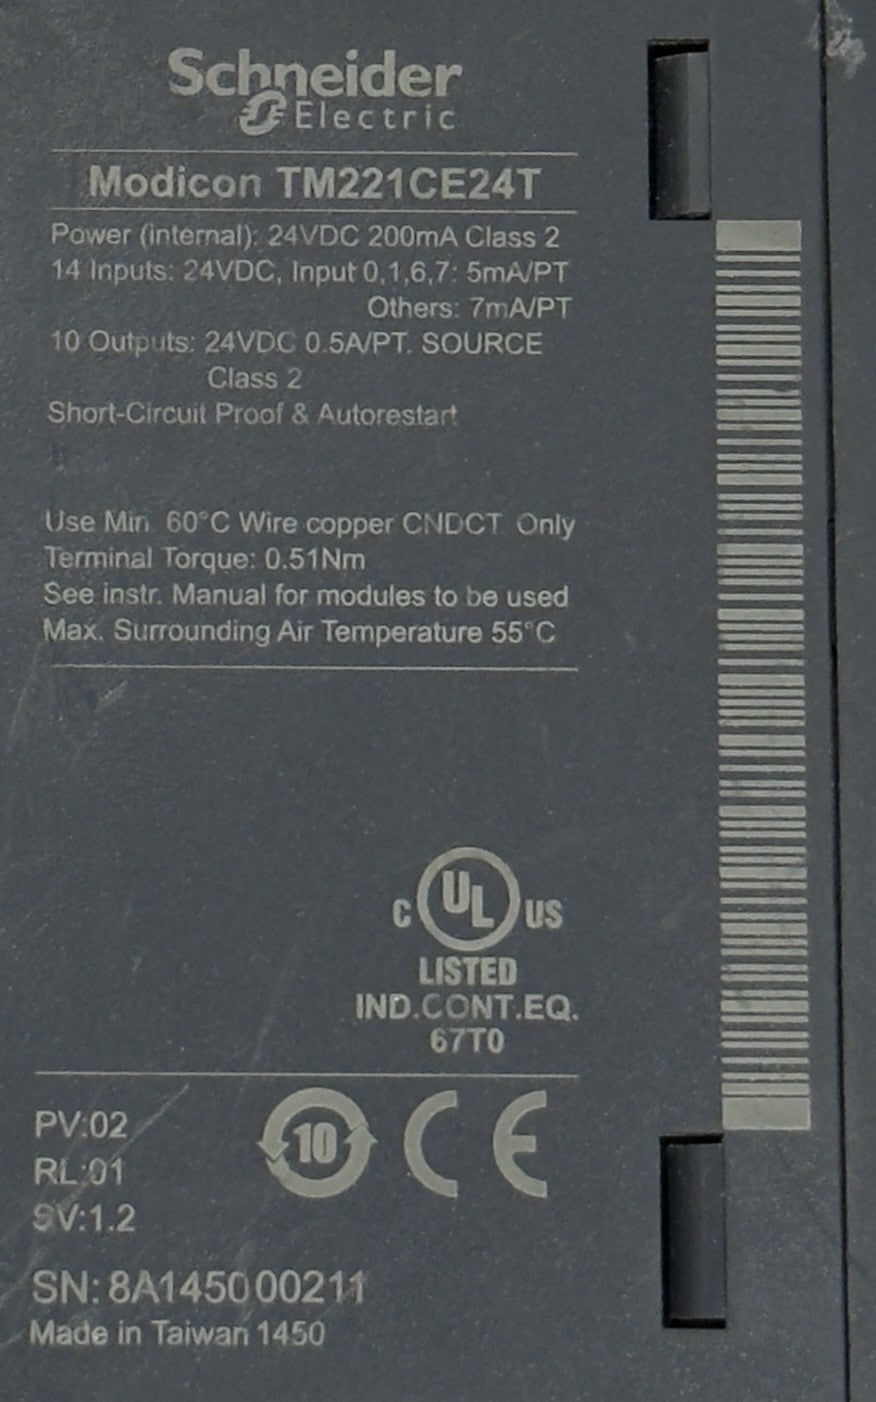 Schneider
Electric
Modicon TM221CE24T
Power (internal): 24VDC 200mA Class 2
14 Inputs: 24VDC, Input 0,1,6,7: 5mA/PT
Others: 7mA/PT
10 Outputs: 24VDC 0.5A/PT. SOURCE
Class 2
Short-Circuit Proof & Autorestart
Use Min 60°C Wire copper CNDCT Only
Terminal Torque: 0.51Nm
See instr. Manual for modules to be used
Max. Surrounding Air Temperature 55°C
C UL US
LISTED
IND.CONT.EQ.
67T0
PV:02
RL:01
SV:1.2
10 CE
SN: 8A145000211
Made in Taiwan 1450